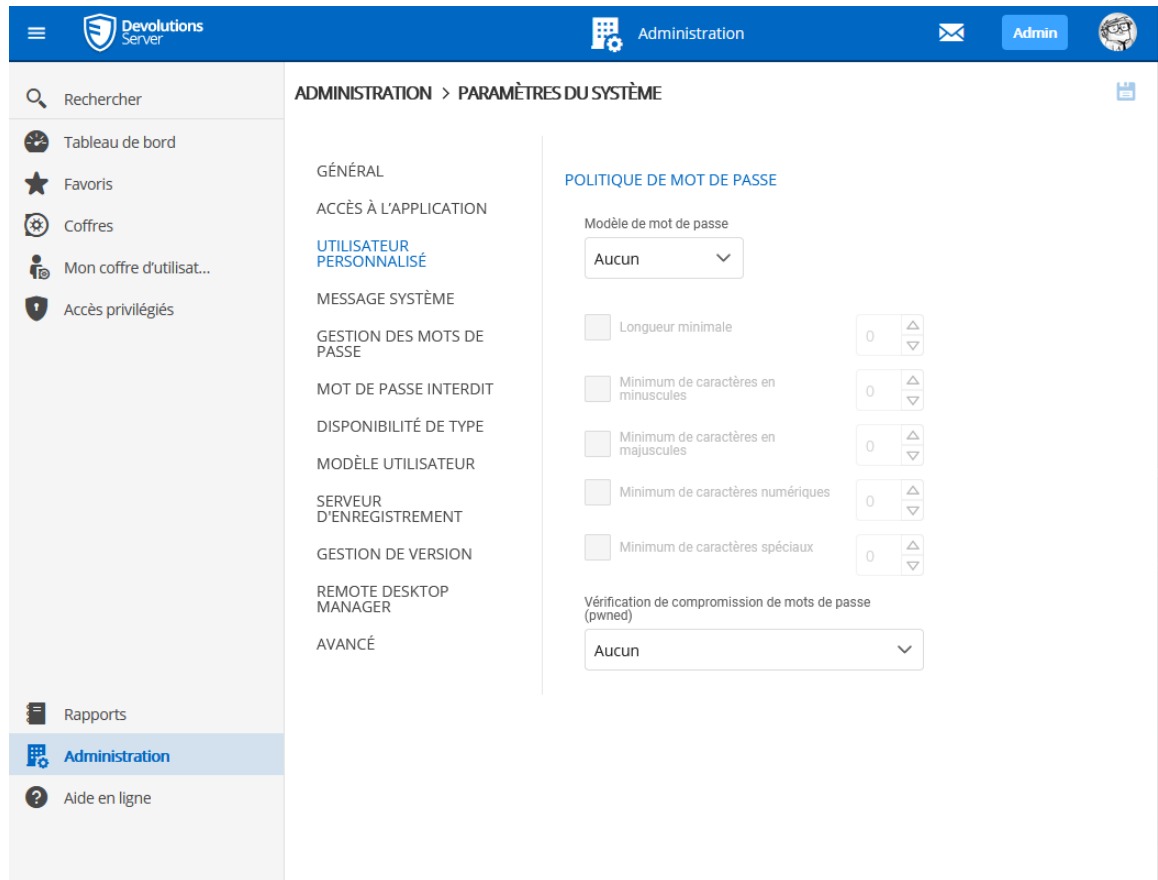 Devolutions
Server
Administration
Admin
Rechercher
Tableau de bord
Favoris
Coffres
Mon coffre d'utilisat...
Accès privilégiés
Rapports
Administration
Aide en ligne
ADMINISTRATION > PARAMÈTRES DU SYSTÈME
GÉNÉRAL
ACCÈS À L'APPLICATION
UTILISATEUR
PERSONNALISÉ
MESSAGE SYSTÈME
GESTION DES MOTS DE
PASSE
MOT DE PASSE INTERDIT
DISPONIBILITÉ DE TYPE
MODÈLE UTILISATEUR
SERVEUR
D'ENREGISTREMENT
GESTION DE VERSION
REMOTE DESKTOP
MANAGER
AVANCÉ
POLITIQUE DE MOT DE PASSE
Modèle de mot de passe
Aucun
Longueur minimale
0
Minimum de caractères en
minuscules
0
Minimum de caractères en
majuscules
0
Minimum de caractères numériques
0
Minimum de caractères spéciaux
0
Vérification de compromission de mots de passe
(pwned)
Aucun